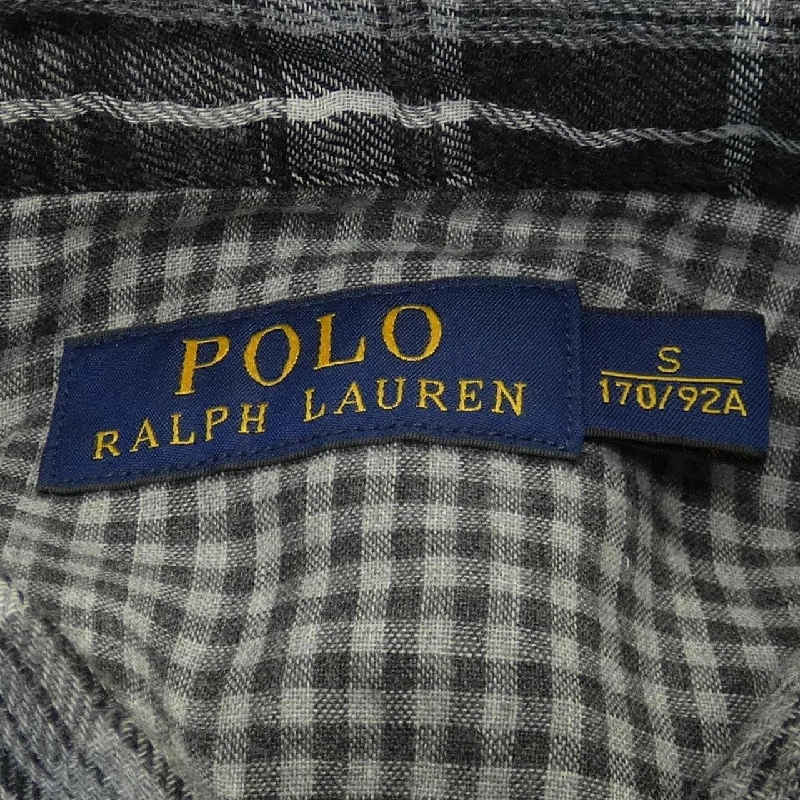 POLO
RALPH LAUREN
S
170/92A